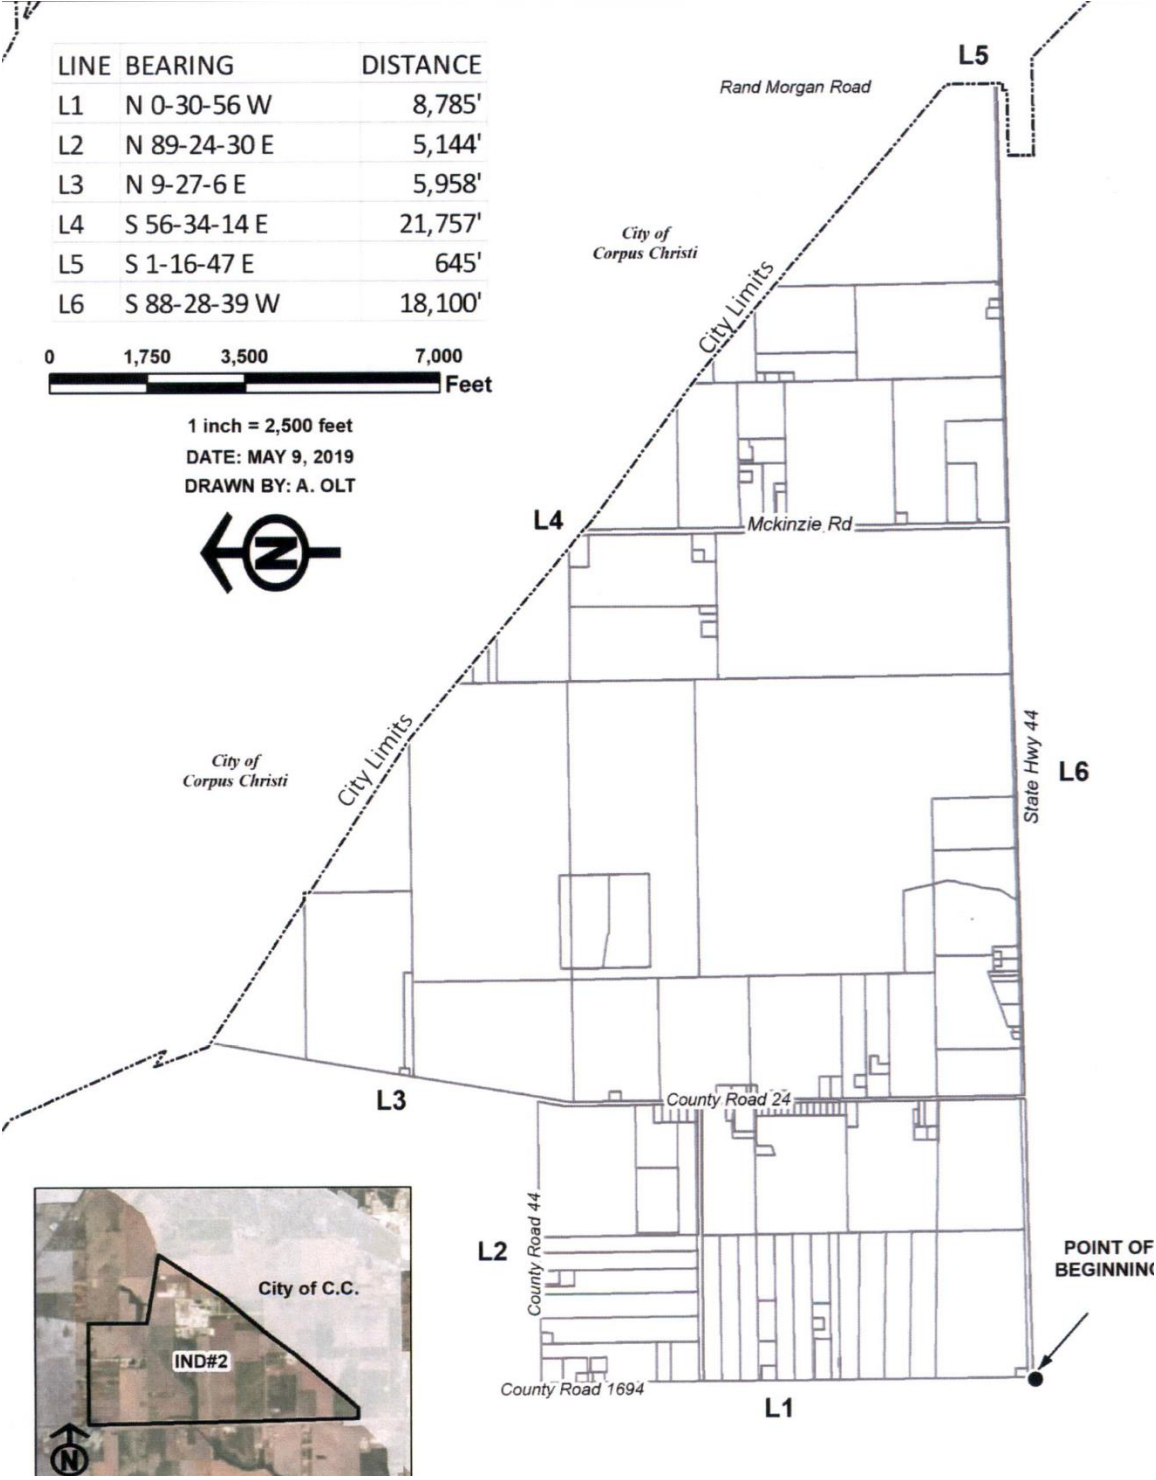 LINE BEARING DISTANCE
L1 N 0-30-56 W 8,785'
L2 N 89-24-30 E 5,144'
L3 N 9-27-6 E 5,958'
L4 S 56-34-14 E 21,757'
L5 S 1-16-47 E 645'
L6 S 88-28-39 W 18,100'
0 1,750 3,500 7,000
Feet
1 inch = 2,500 feet
DATE: MAY 9, 2019
DRAWN BY: A. OLT
N
L5
Rand Morgan Road
City of
Corpus Christi
City Limits
L4
Mckinzie Rd
City of
Corpus Christi
City Limits
State Hwy 44
L6
L3
County Road 24
L2
County Road 44
POINT OF
BEGINNING
County Road 1694
L1
City of C.C.
IND#2
N